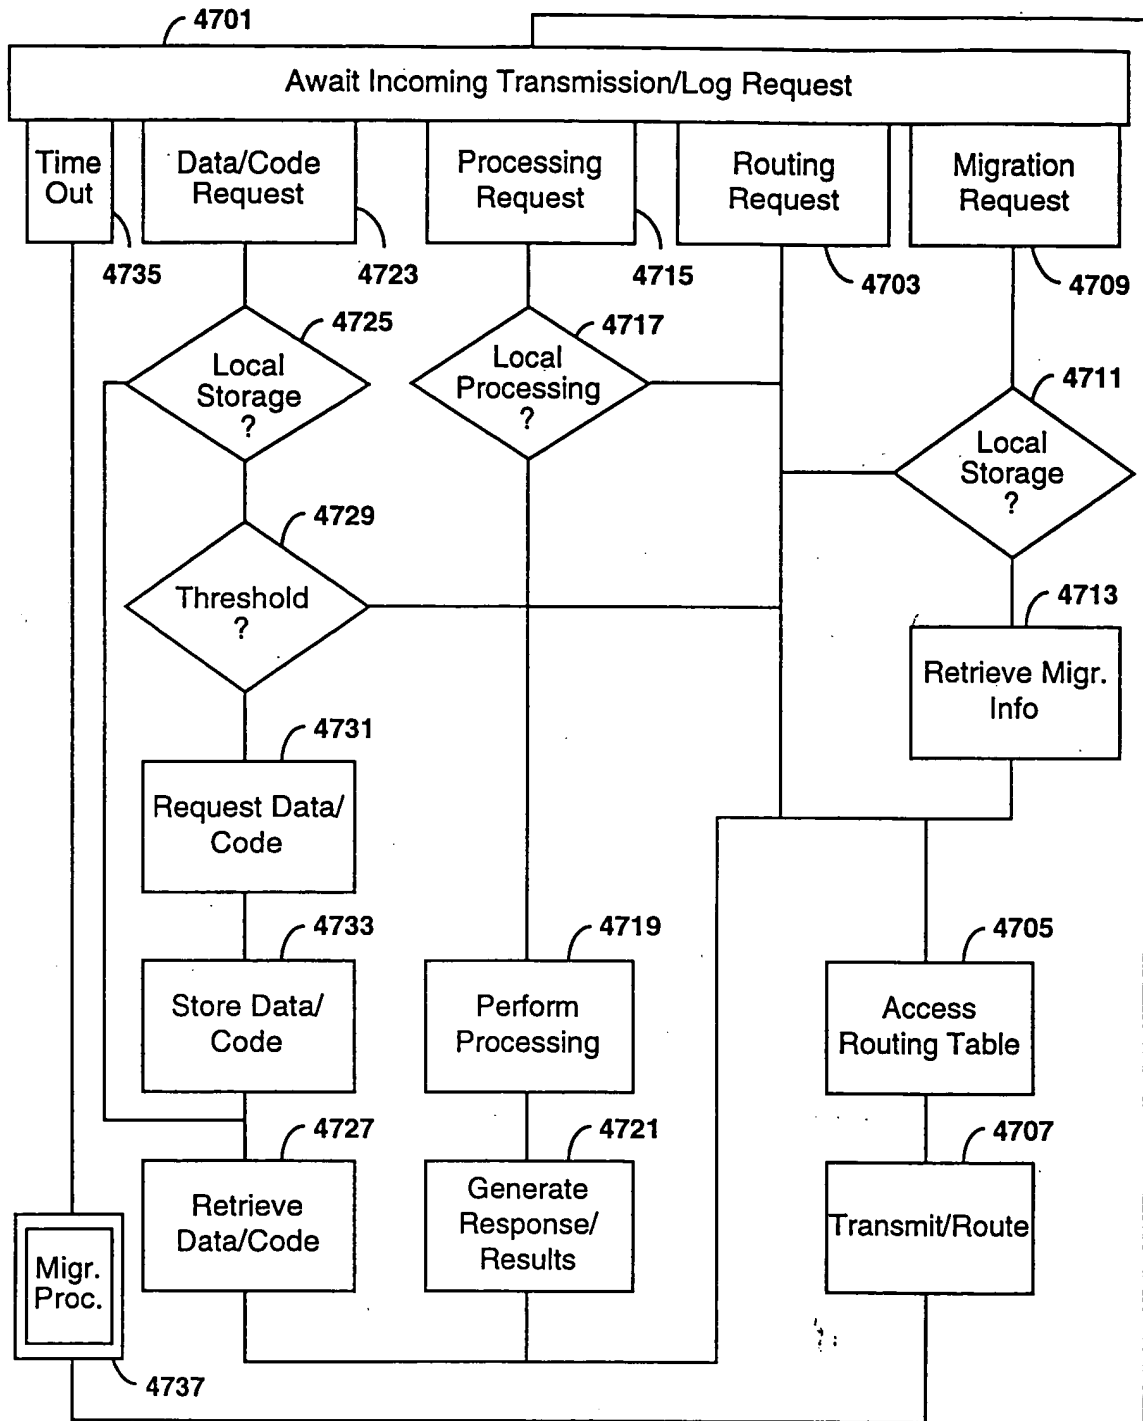 4701
Await Incoming Transmission/Log Request
Time
Out
Data/Code
Request
Processing
Request
Routing
Request
Migration
Request
4735
4723
4715
4703
4709
4725
Local
Storage
?
4717
Local
Processing
?
4711
Local
Storage
?
4729
Threshold
?
4713
Retrieve Migr.
Info
4731
Request Data/
Code
4733
Store Data/
Code
4719
Perform
Processing
4705
Access
Routing Table
4727
Retrieve
Data/Code
4721
Generate
Response/
Results
4707
Transmit/Route
Migr.
Proc.
4737